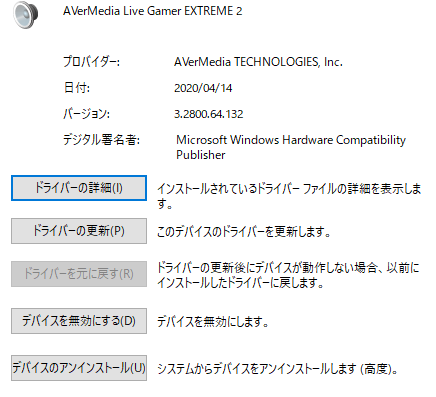 AVerMedia Live Gamer EXTREME 2
プロバイダー: AVerMedia TECHNOLOGIES, Inc.
日付: 2020/04/14
バージョン: 3.2800.64.132
デジタル署名者: Microsoft Windows Hardware Compatibility
Publisher
ドライバーの詳細(I) インストールされているドライバー ファイルの詳細を表示しま
す。
ドライバーの更新(P) このデバイスのドライバーを更新します。
ドライバーを元に戻す(R) ドライバーの更新後にデバイスが動作しない場合、以前に
インストールしたドライバーに戻します。
デバイスを無効にする(D) デバイスを無効にします。
デバイスのアンインストール(U) システムからデバイスをアンインストールします (高度)。